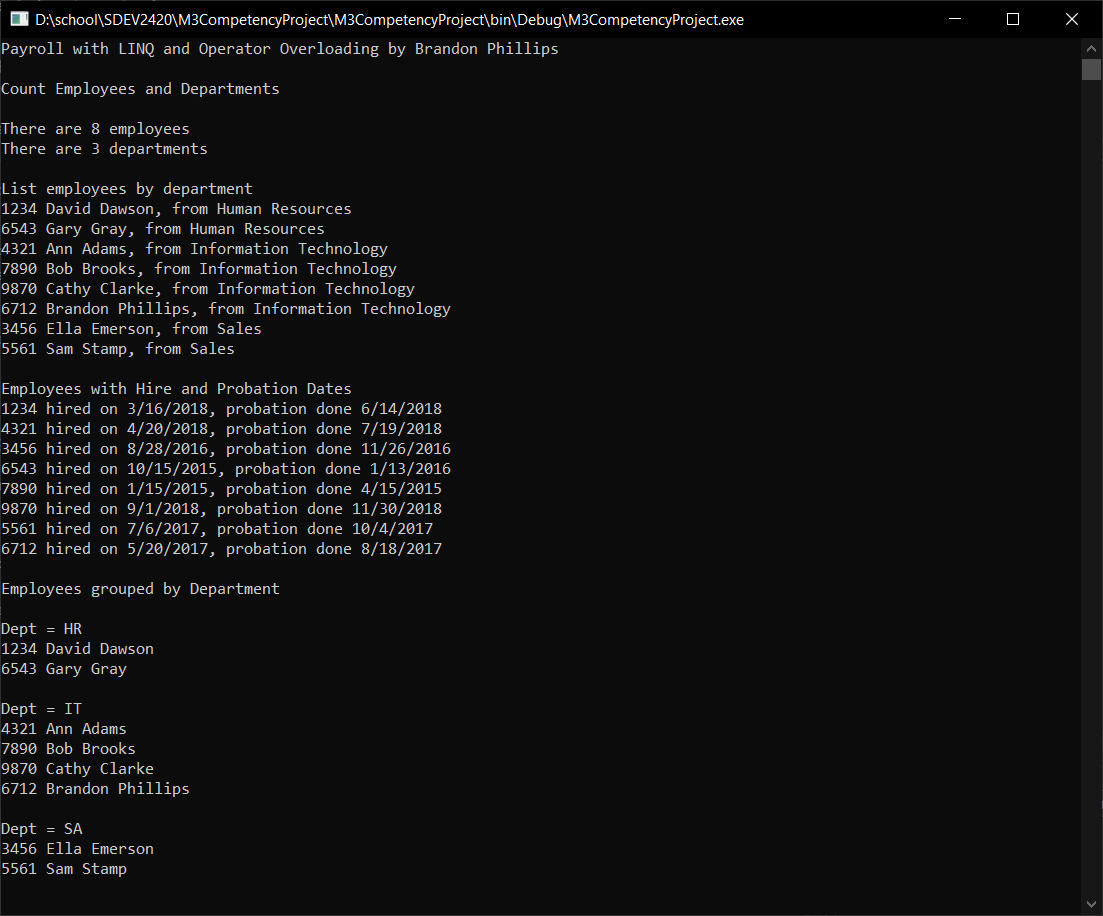 D:\school\SDEV2420\M3CompetencyProject\M3CompetencyProject\bin\Debug\M3CompetencyProject.exe
Payroll with LINQ and Operator Overloading by Brandon Phillips
Count Employees and Departments
There are 8 employees
There are 3 departments
List employees by department
1234 David Dawson, from Human Resources
6543 Gary Gray, from Human Resources
4321 Ann Adams, from Information Technology
7890 Bob Brooks, from Information Technology
9870 Cathy Clarke, from Information Technology
6712 Brandon Phillips, from Information Technology
3456 Ella Emerson, from Sales
5561 Sam Stamp, from Sales
Employees with Hire and Probation Dates
1234 hired on 3/16/2018, probation done 6/14/2018
4321 hired on 4/20/2018, probation done 7/19/2018
3456 hired on 8/28/2016, probation done 11/26/2016
6543 hired on 10/15/2015, probation done 1/13/2016
7890 hired on 1/15/2015, probation done 4/15/2015
9870 hired on 9/1/2018, probation done 11/30/2018
5561 hired on 7/6/2017, probation done 10/4/2017
6712 hired on 5/20/2017, probation done 8/18/2017
Employees grouped by Department
Dept = HR
1234 David Dawson
6543 Gary Gray
Dept = IT
4321 Ann Adams
7890 Bob Brooks
9870 Cathy Clarke
6712 Brandon Phillips
Dept = SA
3456 Ella Emerson
5561 Sam Stamp